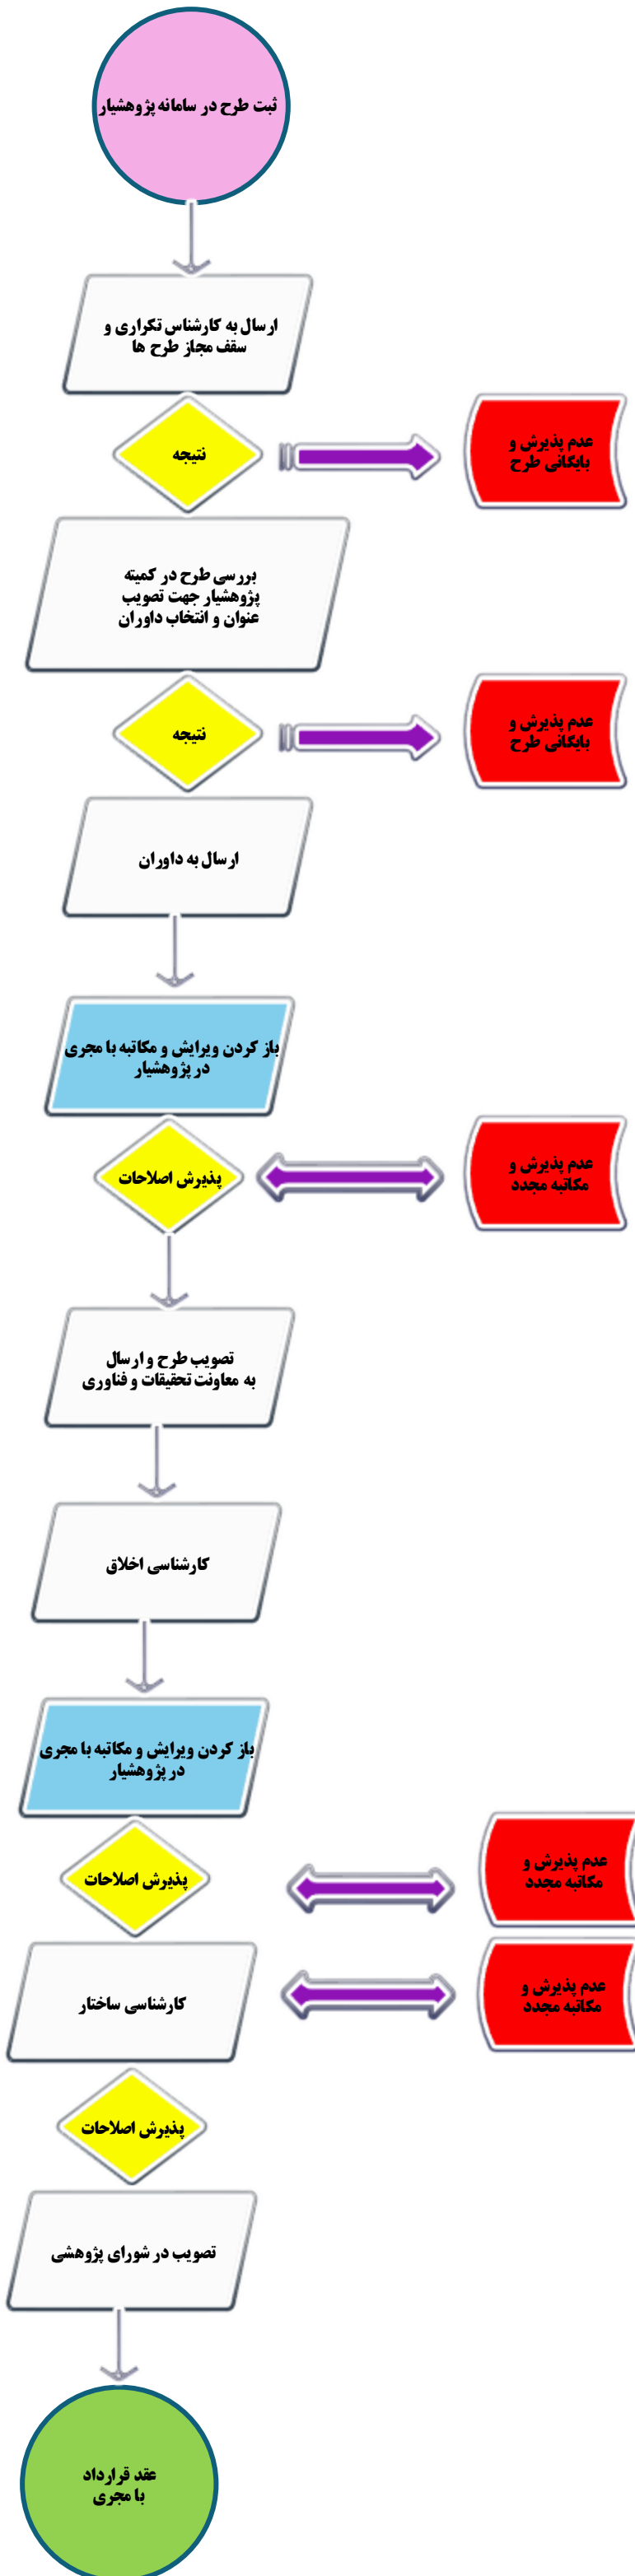 ثبت طرح در سامانه پژوهشیار
ارسال به کارشناس تکراری و
سقف مجاز طرح ها
نتیجه
عدم پذیرش و
بایگانی طرح
بررسی طرح در کمیته
پژوهشیار جهت تصویب
عنوان و انتخاب داوران
نتیجه
عدم پذیرش و
بایگانی طرح
ارسال به داوران
باز کردن ویرایش و مکاتبه با مجری
در پژوهشیار
پذیرش اصلاحات
عدم پذیرش و
مکاتبه مجدد
تصویب طرح و ارسال
به معاونت تحقیقات و فناوری
کارشناسی اخلاق
باز کردن ویرایش و مکاتبه با مجری
در پژوهشیار
پذیرش اصلاحات
عدم پذیرش و
مکاتبه مجدد
کارشناسی ساختار
عدم پذیرش و
مکاتبه مجدد
پذیرش اصلاحات
تصویب در شورای پژوهشی
عقد قرارداد
با مجری